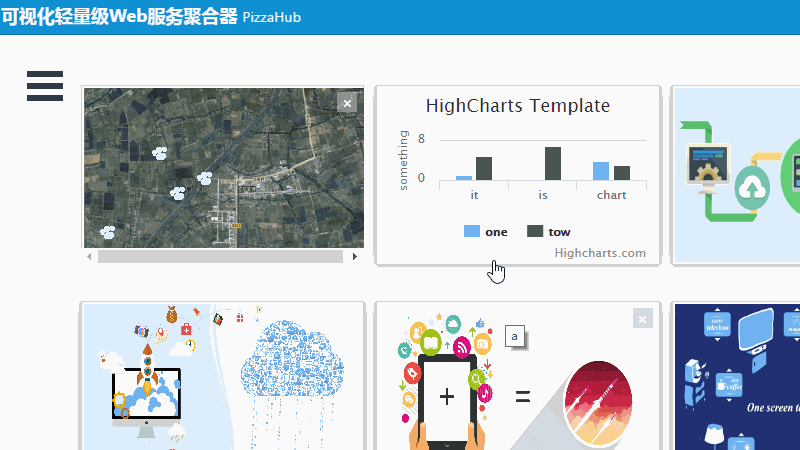 可视化轻量级Web服务聚合器 PizzaHub
HighCharts Template
something
8
0
it
is
chart
one
tow
Highcharts.com
a
One screen to